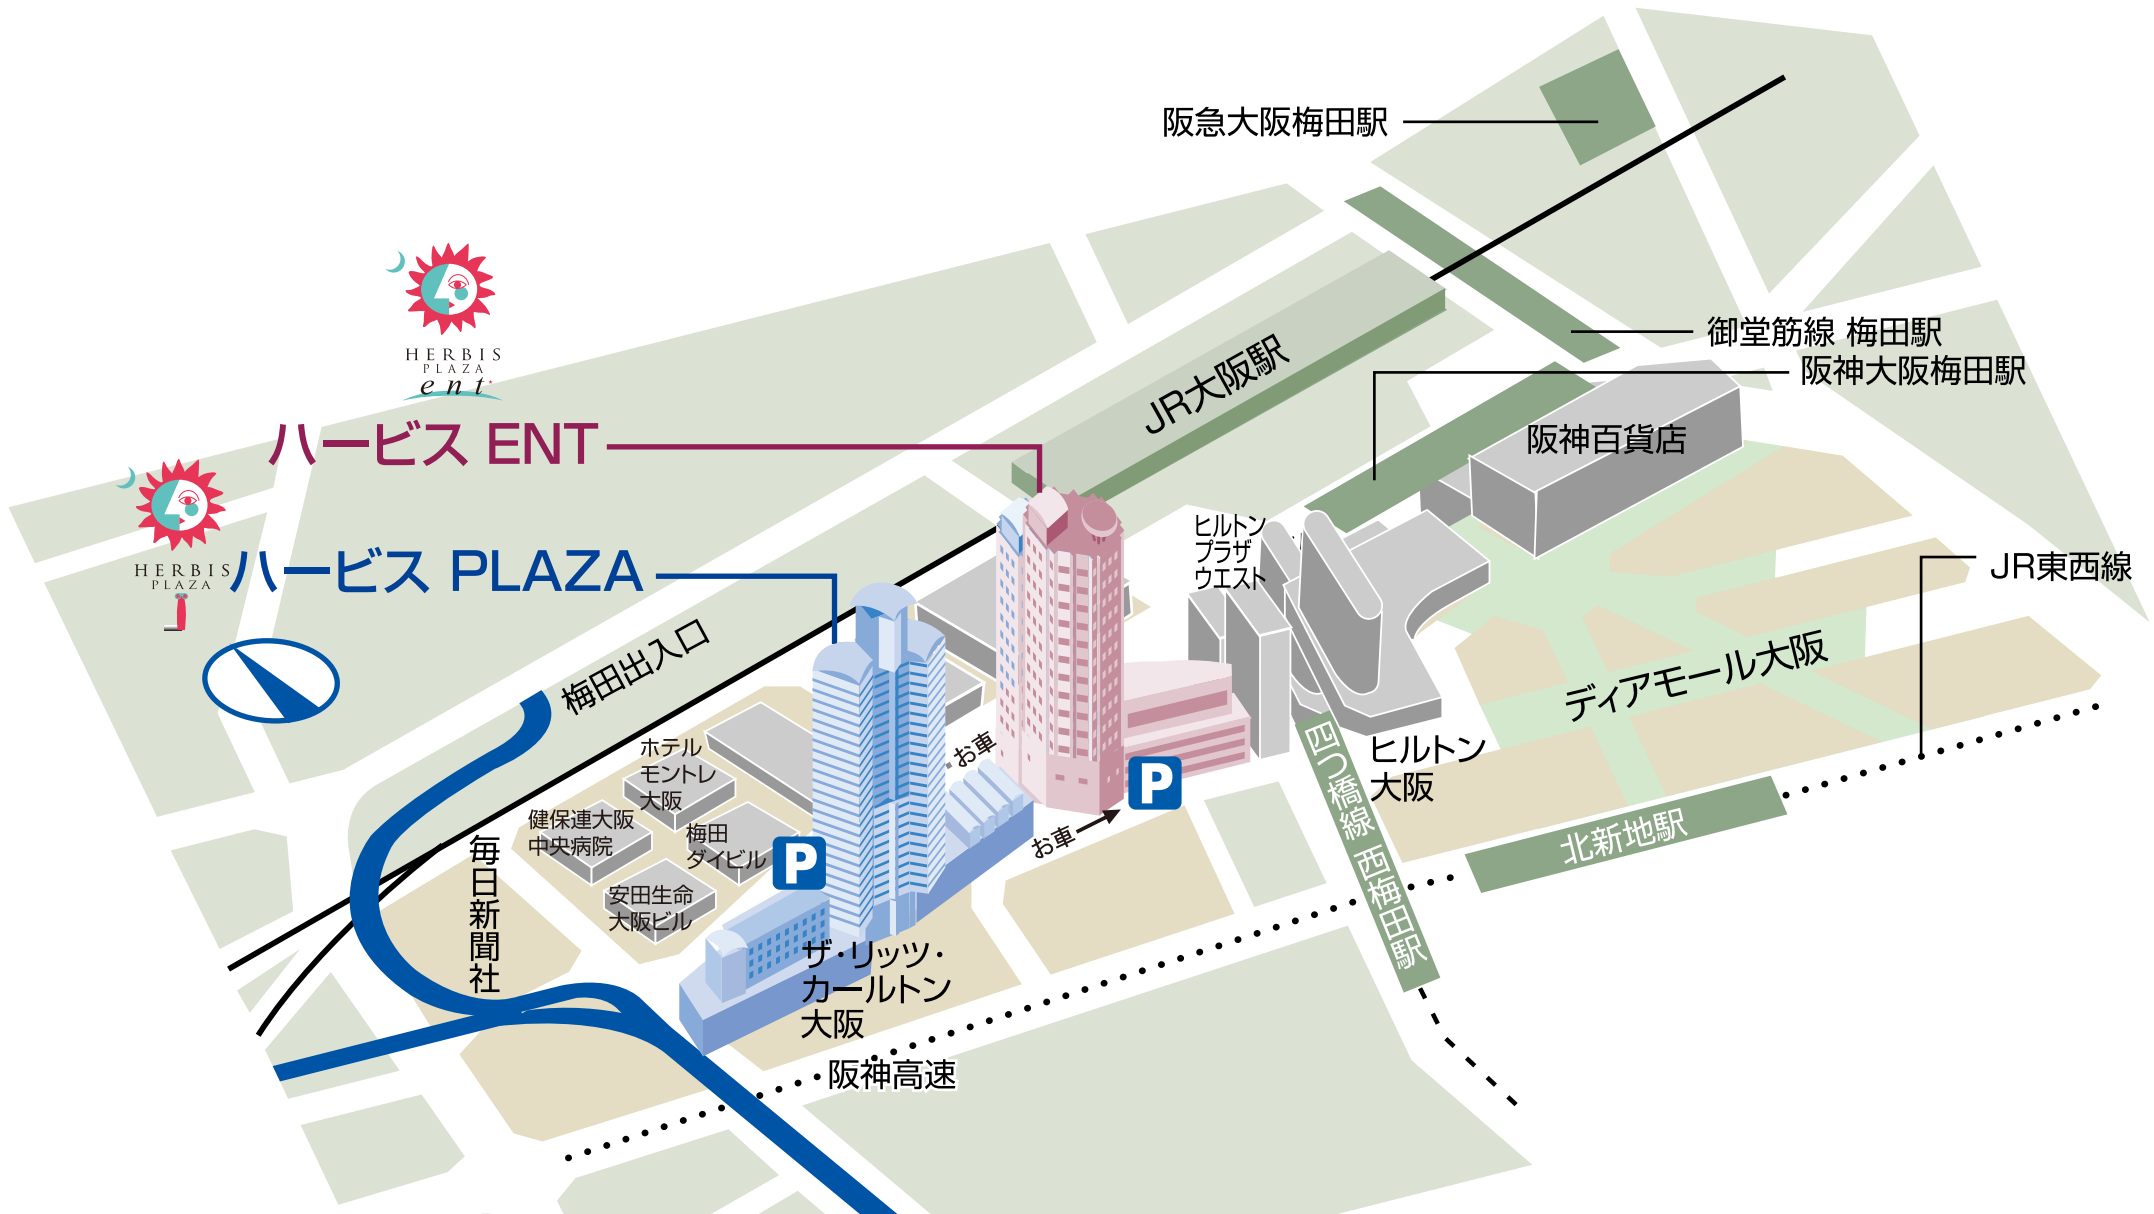 阪急大阪梅田駅
御堂筋線 梅田駅
阪神大阪梅田駅
HERBIS
PLAZA
ent
JR大阪駅
ハービス ENT
阪神百貨店
HERBIS
PLAZA
ハービス PLAZA
ヒルトン
プラザ
ウエスト
JR東西線
梅田出入口
ディアモール大阪
ホテル
モントレ
大阪
お車
ヒルトン
大阪
P
健保連大阪
中央病院
梅田
ダイビル
P
お車
四つ橋線 西梅田駅
北新地駅
毎日新聞社
安田生命
大阪ビル
ザ・リッツ・
カールトン
大阪
阪神高速